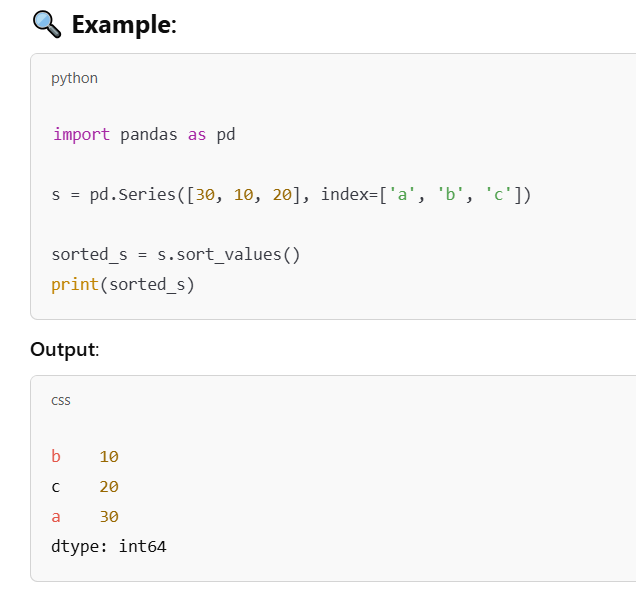 🔍 Example:
python
import pandas as pd
s = pd.Series([30, 10, 20], index=['a', 'b', 'c'])
sorted_s = s.sort_values()
print(sorted_s)
Output:
css
b    10
c    20
a    30
dtype: int64